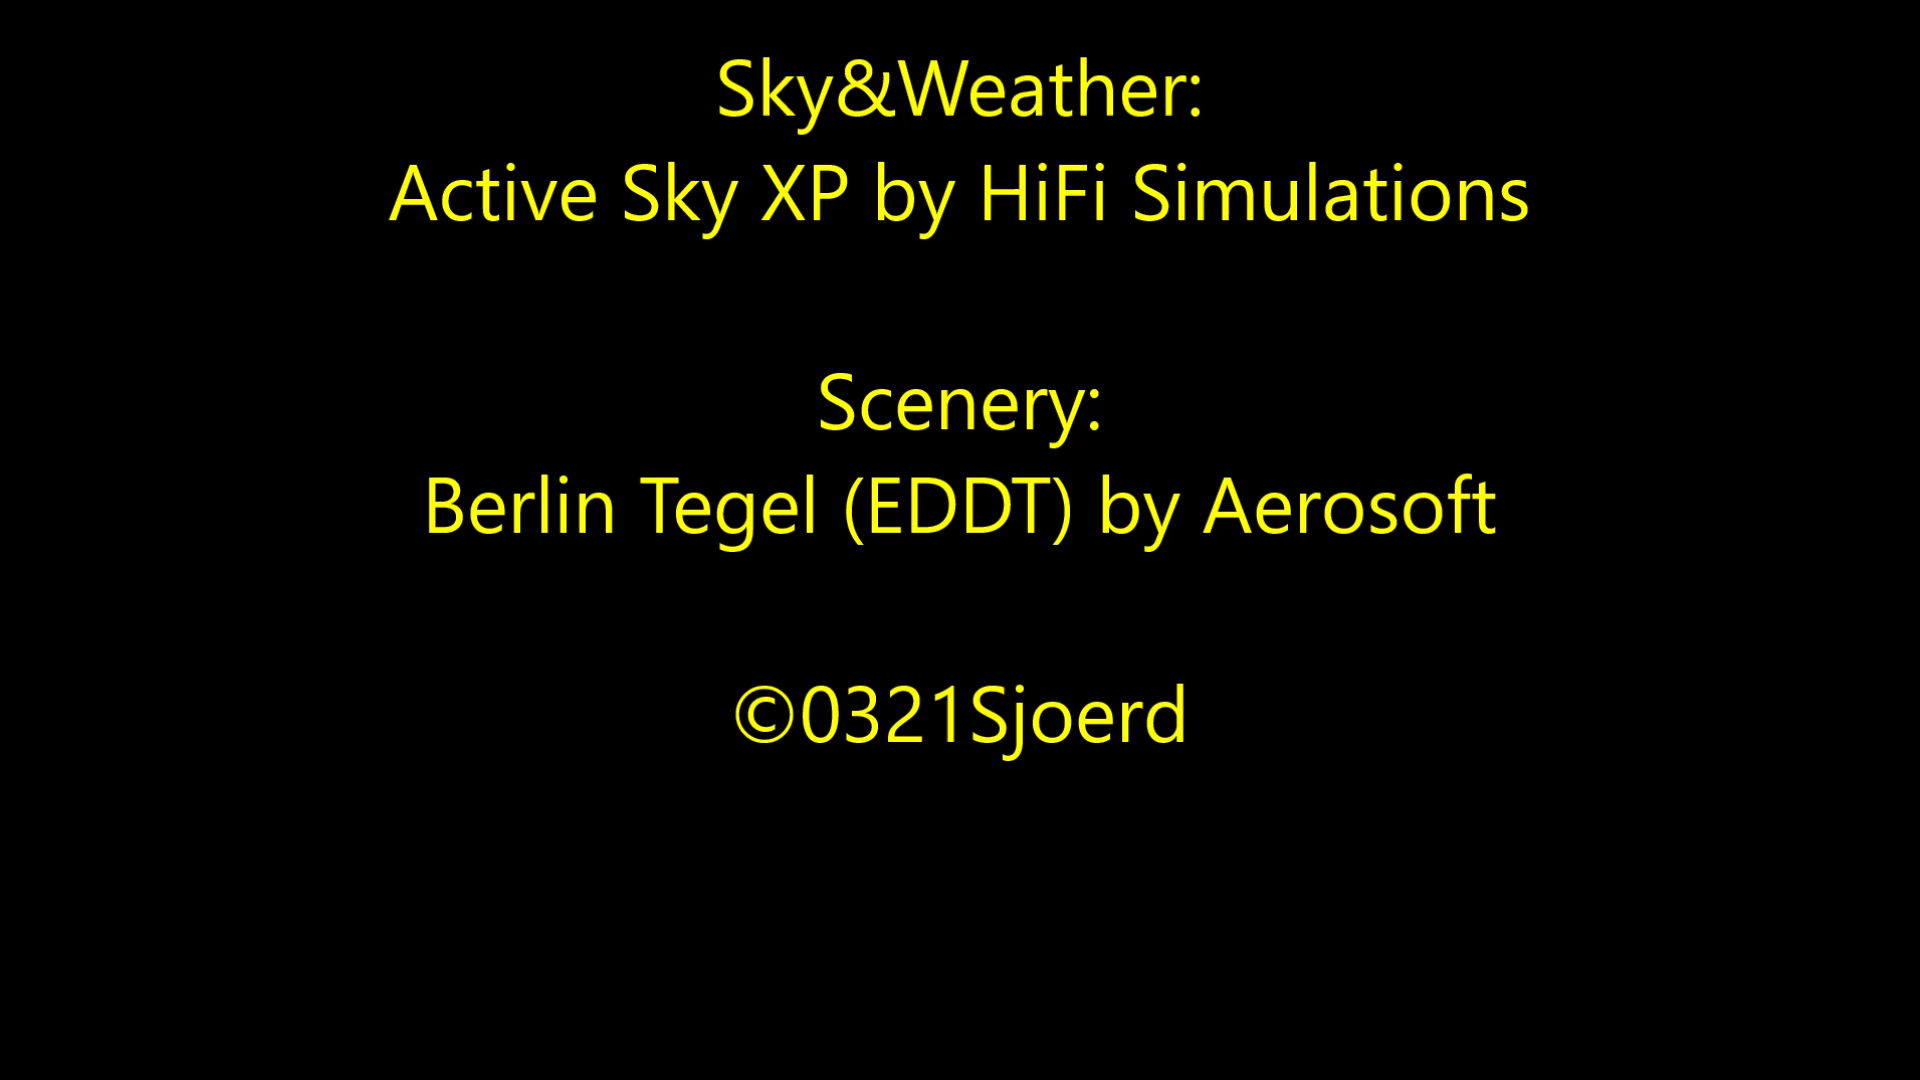 Sky&Weather:
Active Sky XP by HiFi Simulations
Scenery:
Berlin Tegel (EDDT) by Aerosoft
©0321Sjoerd